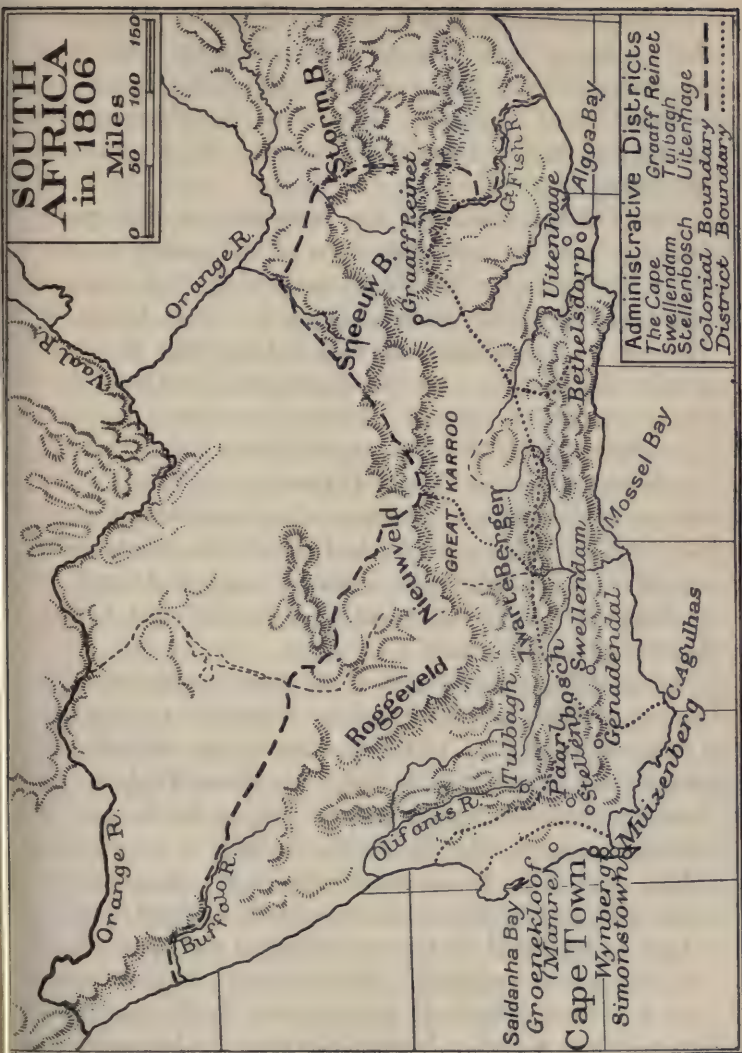 SOUTH
AFRICA
in 1806
Miles
0 50 100 150
Vaal R.
Orange R.
Orange R.
Buffalo R.
Storm B.
Sneeuw B.
Graaff Reinet
Gt. Fish R.
Nieuwveld
GREAT KARROO
Roggeveld
Zwarte Bergen
Olifants R.
Tulbagh
Paarl
Stellenbosch
Swellendam
Genadendal
C. Agulhas
Mossel Bay
Uitenhage
Bethelsdorp
Algoa Bay
Saldanha Bay
Groenekloof
(Mamre)
Cape Town
Wynberg
Simonstown
Muizenberg
Administrative Districts
The Cape Graaff Reinet
Swellendam Tulbagh
Stellenbosch Uitenhage
Colonial Boundary
District Boundary